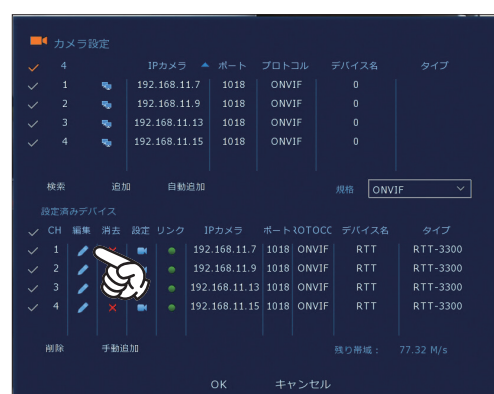 カメラ設定
4 IPカメラ ポート プロトコル デバイス名 タイプ
1 192.168.11.7 1018 ONVIF 0
2 192.168.11.9 1018 ONVIF 0
3 192.168.11.13 1018 ONVIF 0
4 192.168.11.15 1018 ONVIF 0
検索 追加 自動追加 規格 ONVIF
設定済みデバイス
CH 編集 消去 設定 リンク IPカメラ ポート ROTOCC デバイス名 タイプ
1 192.168.11.7 1018 ONVIF RTT RTT-3300
2 192.168.11.9 1018 ONVIF RTT RTT-3300
3 192.168.11.13 1018 ONVIF RTT RTT-3300
4 192.168.11.15 1018 ONVIF RTT RTT-3300
削除 手動追加 残り帯域： 77.32 M/s
OK キャンセル